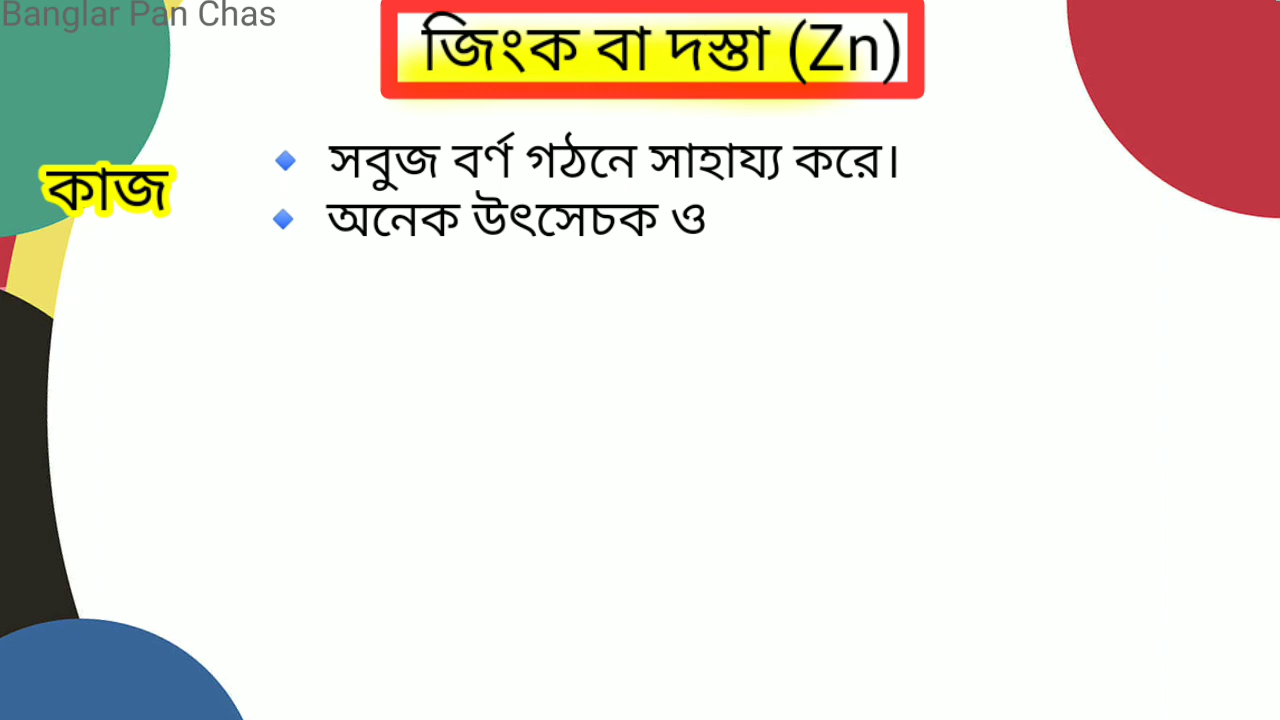 Banglar Pan Chas
জিংক বা দস্তা (Zn)
কাজ
সবুজ বর্ণ গঠনে সাহায্য করে।
অনেক উৎসেচক ও